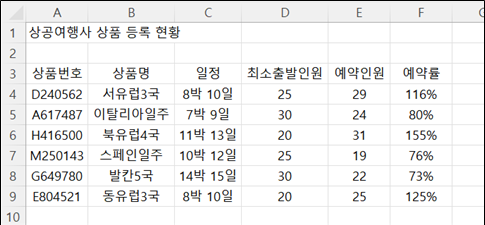 A B C D E F G
1 상공여행사 상품 등록 현황
2
3 상품번호 상품명 일정 최소출발인원 예약인원 예약률
4 D240562 서유럽3국 8박 10일 25 29 116%
5 A617487 이탈리아일주 7박 9일 30 24 80%
6 H416500 북유럽4국 11박 13일 20 31 155%
7 M250143 스페인일주 10박 12일 25 19 76%
8 G649780 발칸5국 14박 15일 30 22 73%
9 E804521 동유럽3국 8박 10일 20 25 125%
10